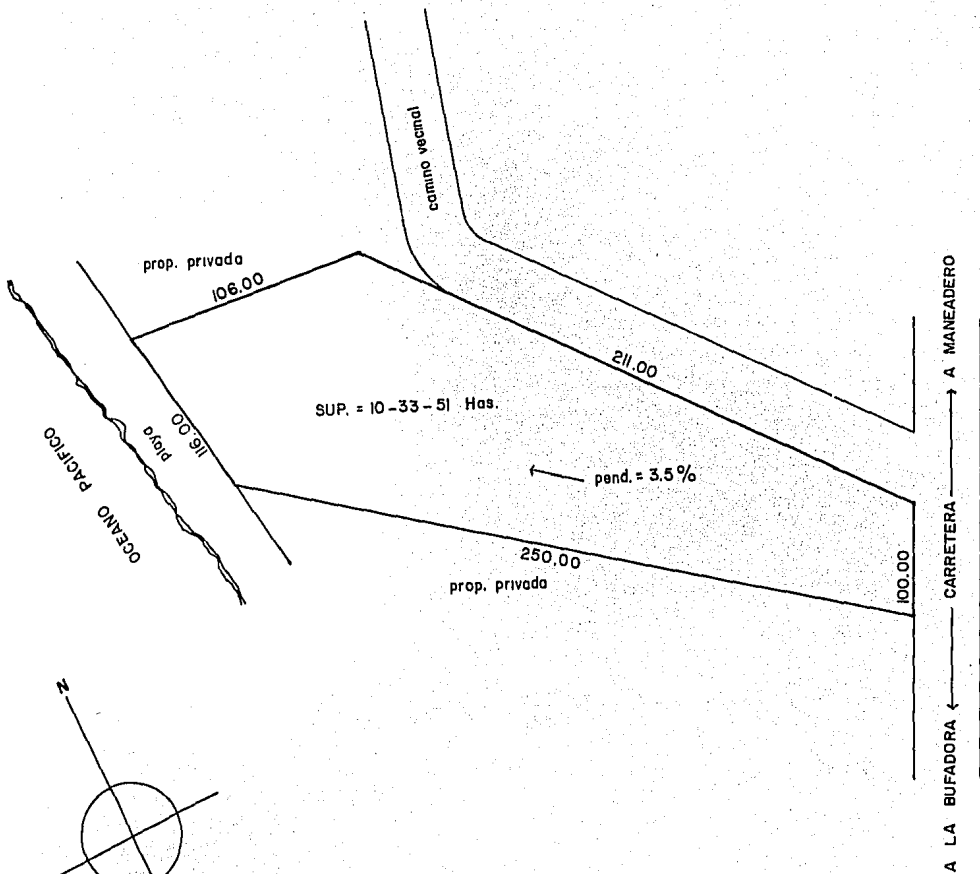 camino vecinal
prop. privada
106.00
211.00
SUP. = 10-33-51 Has.
116.00
playa
OCEANO PACIFICO
pend. = 3.5%
250.00
prop. privada
100.00
A LA BUFADORA ← CARRETERA → A MANEADERO
N